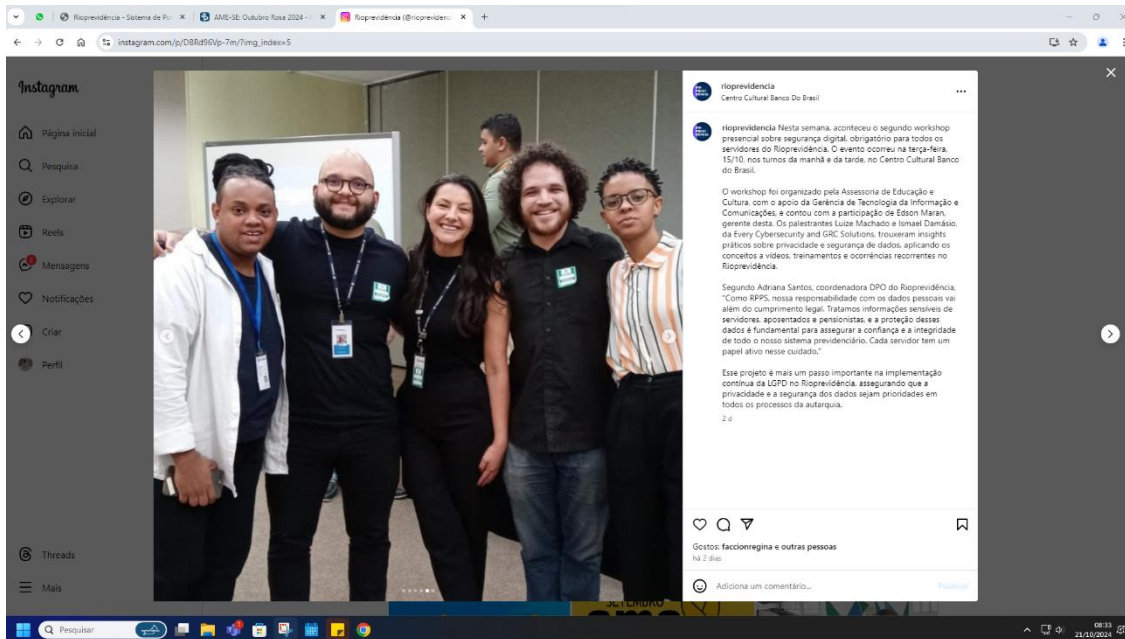 Rioprevidência - Sistema de Po
AME-SE: Outubro Rosa 2024 -
Rioprevidência (@rioprevidenc
instagram.com/p/DBRd96Vp-7m/?img_index=5
Instagram
Página inicial
Pesquisa
Explorar
Reels
Mensagens
Notificações
Criar
Perfil
Threads
Mais
rioprevidencia
Centro Cultural Banco Do Brasil
rioprevidencia Nesta semana, aconteceu o segundo workshop
presencial sobre segurança digital, obrigatório para todos os
servidores do Rioprevidência. O evento ocorreu na terça-feira,
15/10, nos turnos da manhã e da tarde, no Centro Cultural Banco
do Brasil.
O workshop foi organizado pela Assessoria de Educação e
Cultura, com o apoio da Gerência de Tecnologia da Informação e
Comunicações, e contou com a participação de Edson Maran,
gerente desta. Os palestrantes Luize Machado e Ismael Damásio,
da Every Cybersecurity and GRC Solutions, trouxeram insights
práticos sobre privacidade e segurança de dados, aplicando os
conceitos a vídeos, treinamentos e ocorrências recorrentes no
Rioprevidência.
Segundo Adriana Santos, coordenadora DPO do Rioprevidência,
"Como RPPS, nossa responsabilidade com os dados pessoais vai
além do cumprimento legal. Tratamos informações sensíveis de
servidores, aposentados e pensionistas, e a proteção desses
dados é fundamental para assegurar a confiança e a integridade
de todo o nosso sistema previdenciário. Cada servidor tem um
papel ativo nesse cuidado."
Esse projeto é mais um passo importante na implementação
contínua da LGPD no Rioprevidência, assegurando que a
privacidade e a segurança dos dados sejam prioridades em
todos os processos da autarquia.
2 d
Gostos: faccionregina e outras pessoas
há 2 dias
Adiciona um comentário...
Publicar
SETEMBRO
Pesquisar
08:33
21/10/2024